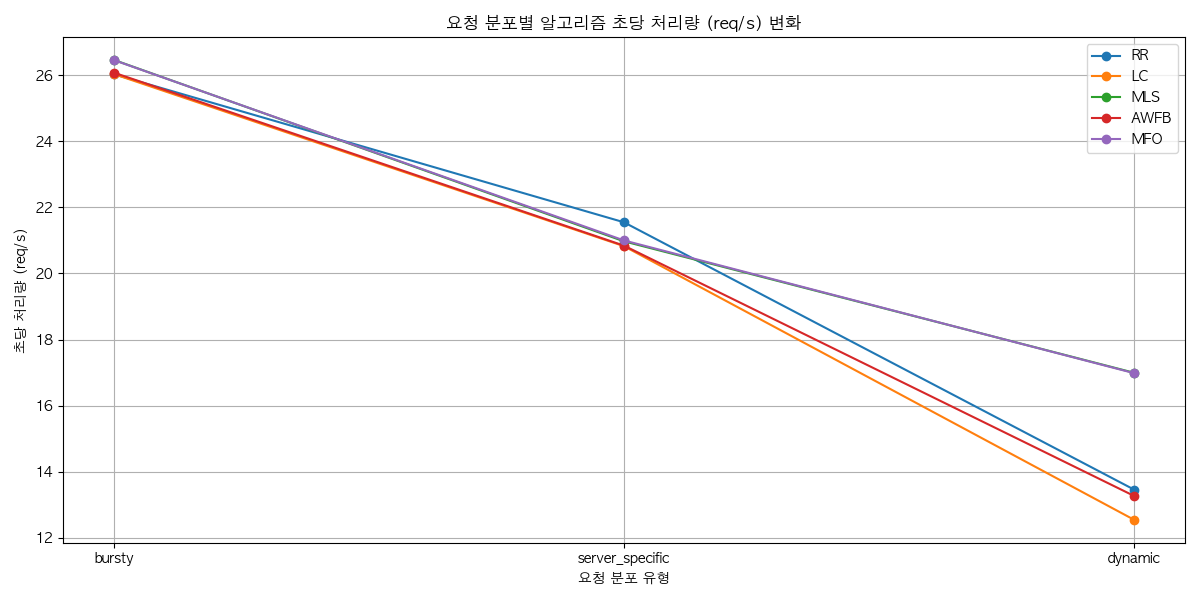 요청 분포별 알고리즘 초당 처리량 (req/s) 변화
RR
LC
MLS
AWFB
MFO
초당 처리량 (req/s)
26
24
22
20
18
16
14
12
bursty
server_specific
dynamic
요청 분포 유형